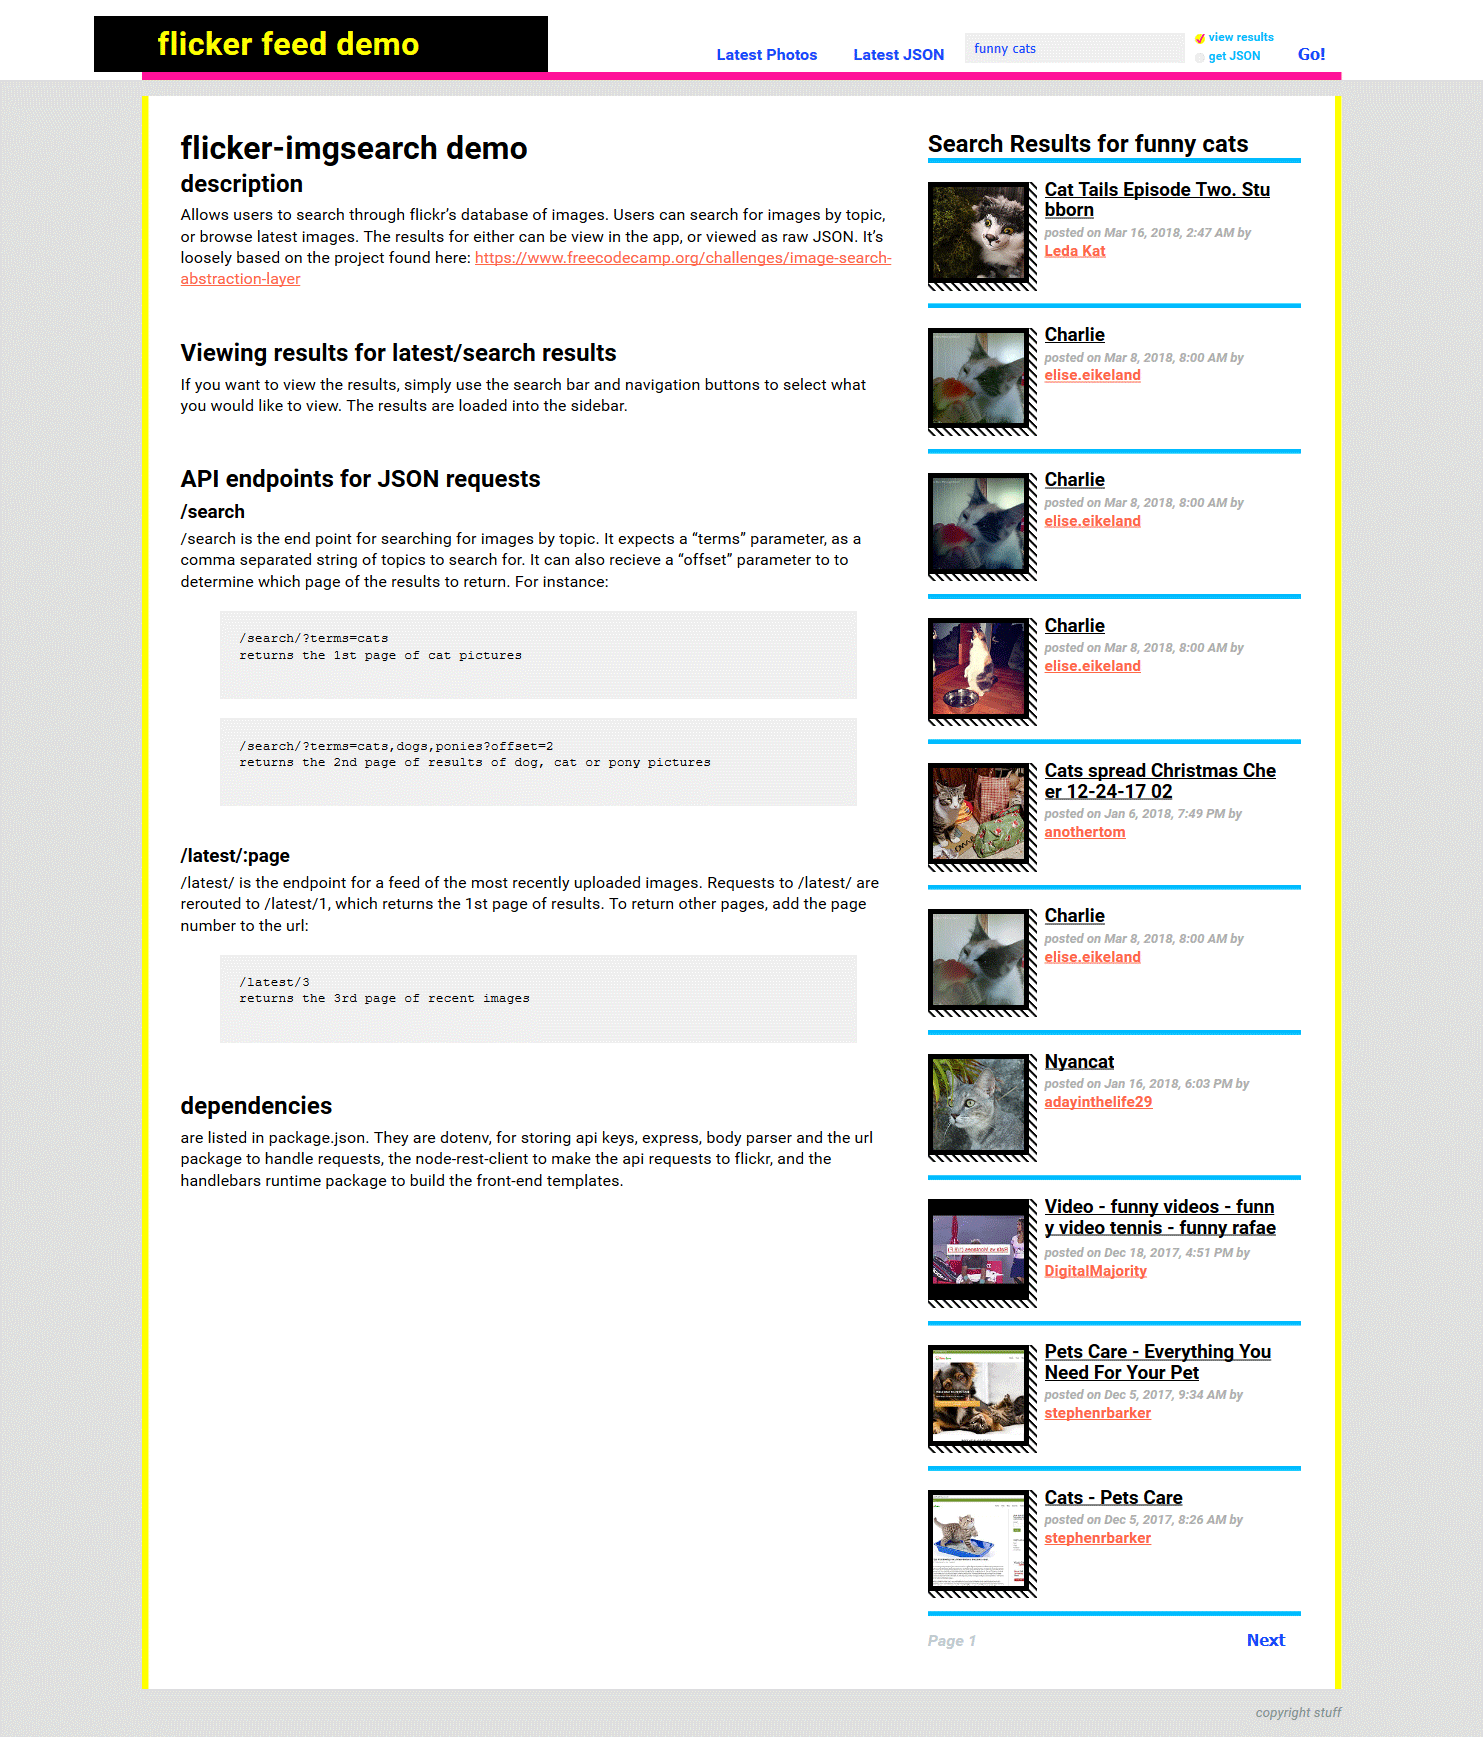 flicker feed demo
Latest Photos
Latest JSON
funny cats
view results
get JSON
Go!
flicker-imgsearch demo
description
Allows users to search through flickr’s database of images. Users can search for images by topic,
or browse latest images. The results for either can be view in the app, or viewed as raw JSON. It’s
loosely based on the project found here: https://www.freecodecamp.org/challenges/image-search-
abstraction-layer
Viewing results for latest/search results
If you want to view the results, simply use the search bar and navigation buttons to select what
you would like to view. The results are loaded into the sidebar.
API endpoints for JSON requests
/search
/search is the end point for searching for images by topic. It expects a “terms” parameter, as a
comma separated string of topics to search for. It can also recieve a “offset” parameter to to
determine which page of the results to return. For instance:
/search/?terms=cats
returns the 1st page of cat pictures
/search/?terms=cats,dogs,ponies?offset=2
returns the 2nd page of results of dog, cat or pony pictures
/latest/:page
/latest/ is the endpoint for a feed of the most recently uploaded images. Requests to /latest/ are
rerouted to /latest/1, which returns the 1st page of results. To return other pages, add the page
number to the url:
/latest/3
returns the 3rd page of recent images
dependencies
are listed in package.json. They are dotenv, for storing api keys, express, body parser and the url
package to handle requests, the node-rest-client to make the api requests to flickr, and the
handlebars runtime package to build the front-end templates.
Search Results for funny cats
Cat Tails Episode Two. Stu
bborn
posted on Mar 16, 2018, 2:47 AM by
Leda Kat
Charlie
posted on Mar 8, 2018, 8:00 AM by
elise.eikeland
Charlie
posted on Mar 8, 2018, 8:00 AM by
elise.eikeland
Charlie
posted on Mar 8, 2018, 8:00 AM by
elise.eikeland
Cats spread Christmas Che
er 12-24-17 02
posted on Jan 6, 2018, 7:49 PM by
anothertom
Charlie
posted on Mar 8, 2018, 8:00 AM by
elise.eikeland
Nyancat
posted on Jan 16, 2018, 6:03 PM by
adayinthelife29
Video - funny videos - funn
y video tennis - funny rafae
posted on Dec 18, 2017, 4:51 PM by
DigitalMajority
Pets Care - Everything You
Need For Your Pet
posted on Dec 5, 2017, 9:34 AM by
stephenrbarker
Cats - Pets Care
posted on Dec 5, 2017, 8:26 AM by
stephenrbarker
Page 1
Next
copyright stuff